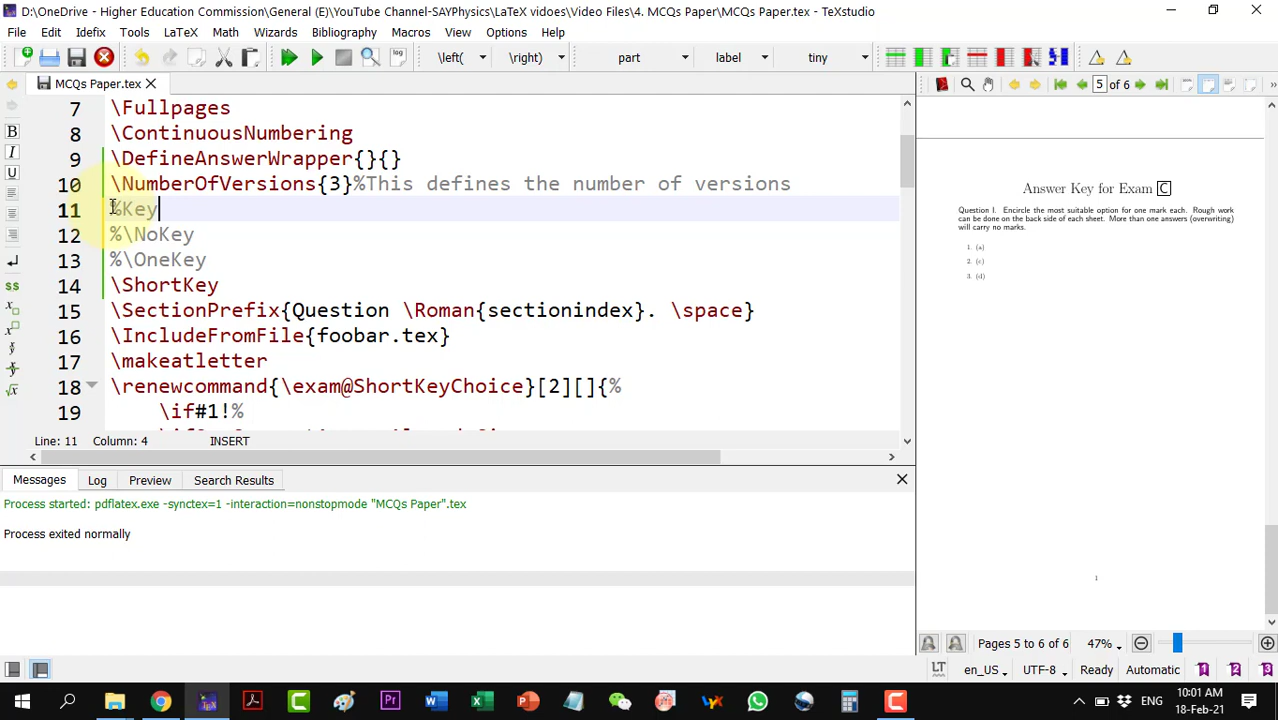 D:\OneDrive - Higher Education Commission\General (E)\YouTube Channel-SAYPhysics\LaTeX vidoes\Video Files\4. MCQs Paper\MCQs Paper.tex - TeXstudio
File Edit Idefix Tools LaTeX Math Wizards Bibliography Macros View Options Help
\left( \right) part label tiny
MCQs Paper.tex
5 of 6
7 \Fullpages
8 \ContinuousNumbering
9 \DefineAnswerWrapper{}{}
10 \NumberOfVersions{3}%This defines the number of versions
11 %Key
12 %\NoKey
13 %\OneKey
14 \ShortKey
15 \SectionPrefix{Question \Roman{sectionindex}. \space}
16 \IncludeFromFile{foobar.tex}
17 \makeatletter
18 \renewcommand{\exam@ShortKeyChoice}[2][]{%
19 \if#1!%
Line: 11 Column: 4 INSERT
Messages Log Preview Search Results
Process started: pdflatex.exe -synctex=1 -interaction=nonstopmode "MCQs Paper".tex
Process exited normally
Answer Key for Exam C
Question I. Encircle the most suitable option for one mark each. Rough work
can be done on the back side of each sheet. More than one answers (overwriting)
will carry no marks.
1. (a)
2. (c)
3. (d)
1
Pages 5 to 6 of 6 47%
en_US UTF-8 Ready Automatic
ENG
10:01 AM
18-Feb-21